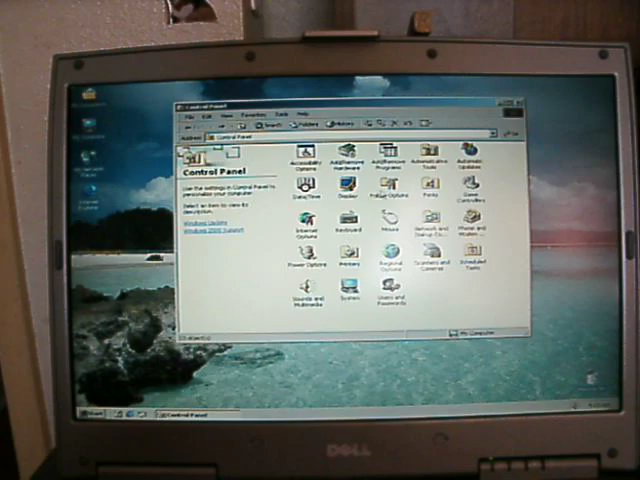 Control Panel
File Edit View Favorites Tools Help
Search Folders History
Address Control Panel Go
Control Panel
Use the settings in Control Panel to
personalize your computer.
Select an item to view its
description.
Windows Update
Windows 2000 Support
Accessibility Options
Add/Remove Hardware
Add/Remove Programs
Administrative Tools
Automatic Updates
Date/Time
Display
Folder Options
Fonts
Game Controllers
Internet Options
Keyboard
Mouse
Network and Dial-up Co...
Phone and Modem ...
Power Options
Printers
Regional Options
Scanners and Cameras
Scheduled Tasks
Sounds and Multimedia
System
Users and Passwords
My Computer
Start
Control Panel
DELL